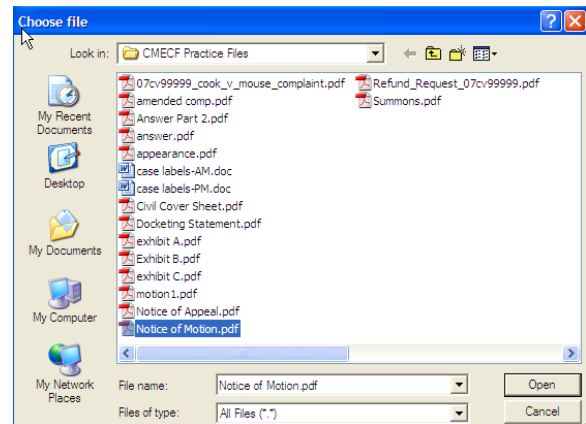 Choose file
Look in:
CMECF Practice Files
My Recent
Documents
Desktop
My Documents
My Computer
My Network
Places
07cv99999_cook_v_mouse_complaint.pdf
amended comp.pdf
Answer Part 2.pdf
answer.pdf
appearance.pdf
case labels-AM.doc
case labels-PM.doc
Civil Cover Sheet.pdf
Docketing Statement.pdf
exhibit A.pdf
Exhibit B.pdf
exhibit C.pdf
motion1.pdf
Notice of Appeal.pdf
Notice of Motion.pdf
Refund_Request_07cv99999.pdf
Summons.pdf
File name:
Notice of Motion.pdf
Open
Files of type:
All Files (*.*)
Cancel